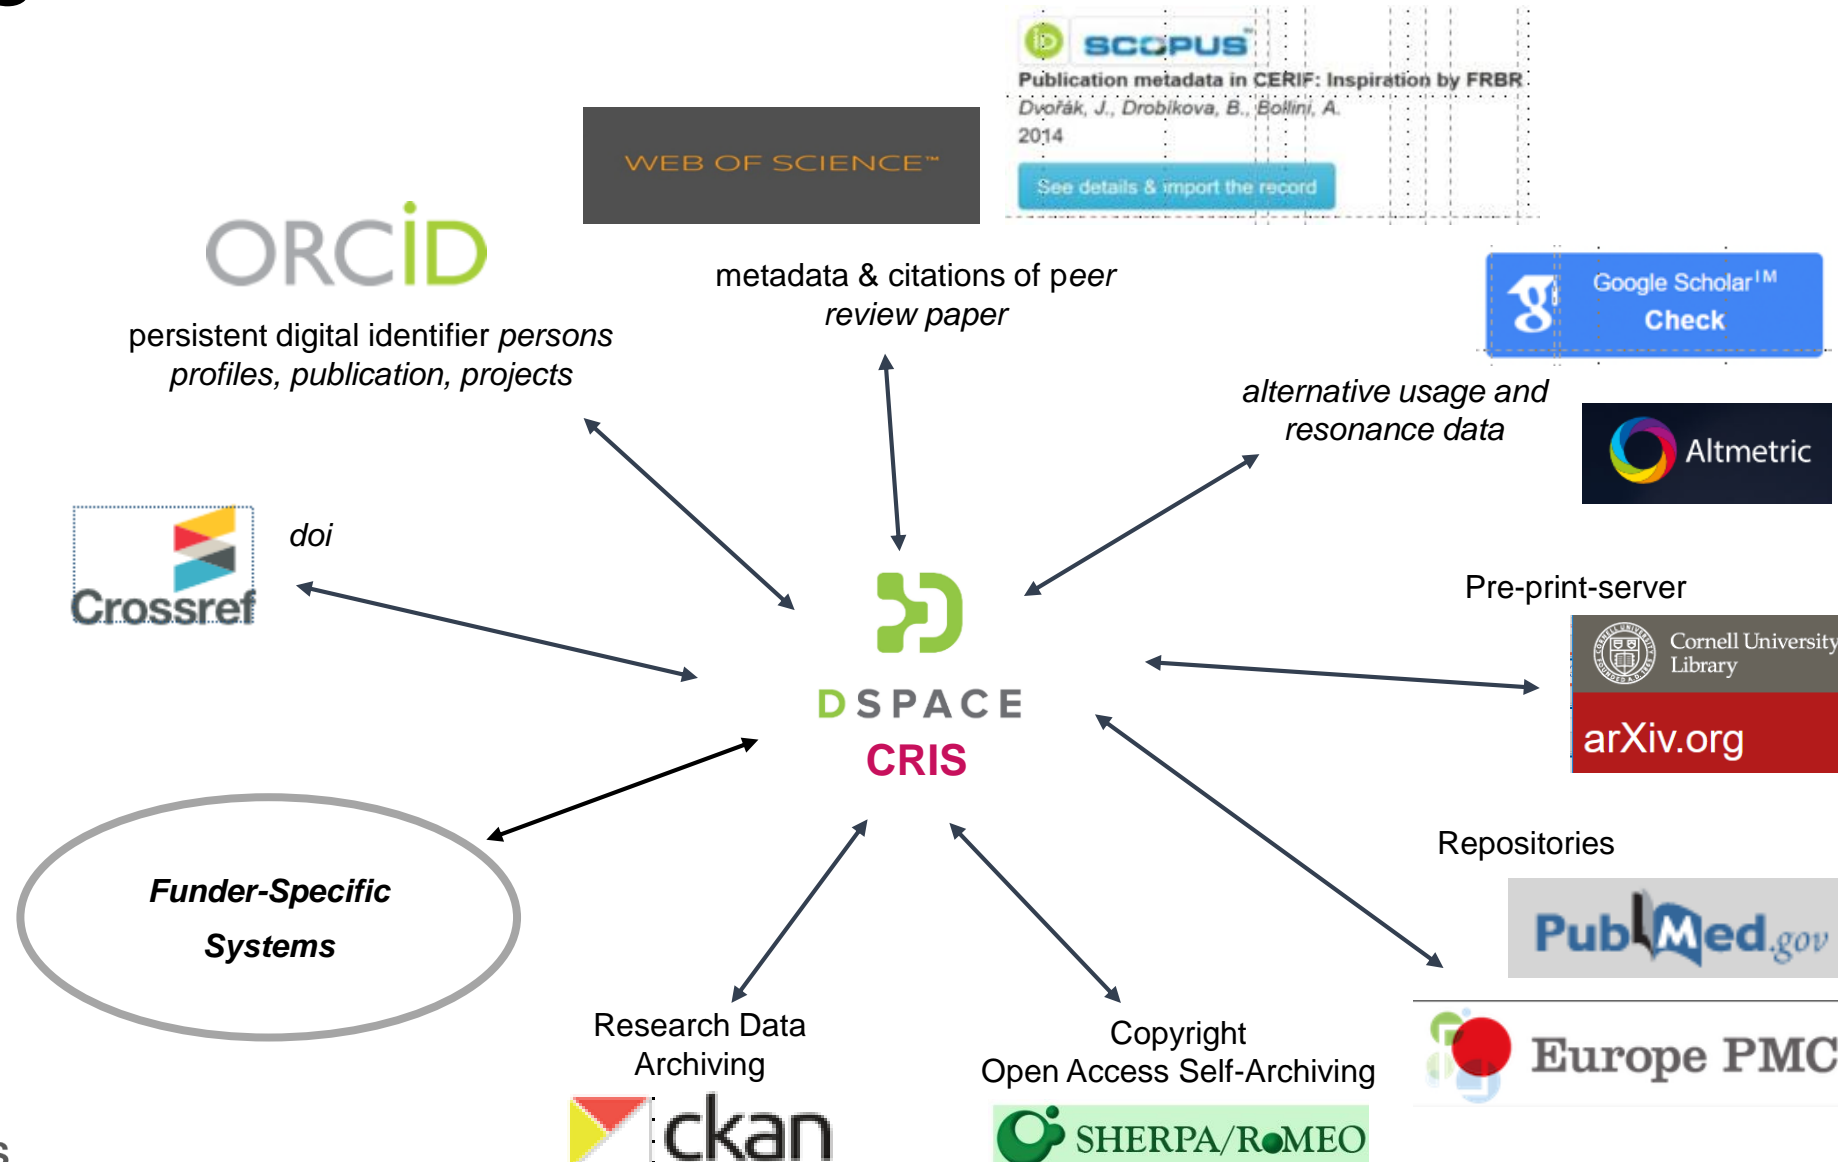 SCOPUS™
Publication metadata in CERIF: Inspiration by FRBR
Dvořák, J., Drobikova, B., Bollini, A.
2014
See details & import the record
WEB OF SCIENCE™
ORCiD
persistent digital identifier persons
profiles, publication, projects
metadata & citations of peer
review paper
Google Scholar™
Check
alternative usage and
resonance data
Altmetric
Crossref
doi
Pre-print-server
Cornell University
Library
arXiv.org
DSPACE
CRIS
Funder-Specific
Systems
Repositories
PubMed.gov
Europe PMC
Research Data
Archiving
ckan
Copyright
Open Access Self-Archiving
SHERPA/RoMEO
s